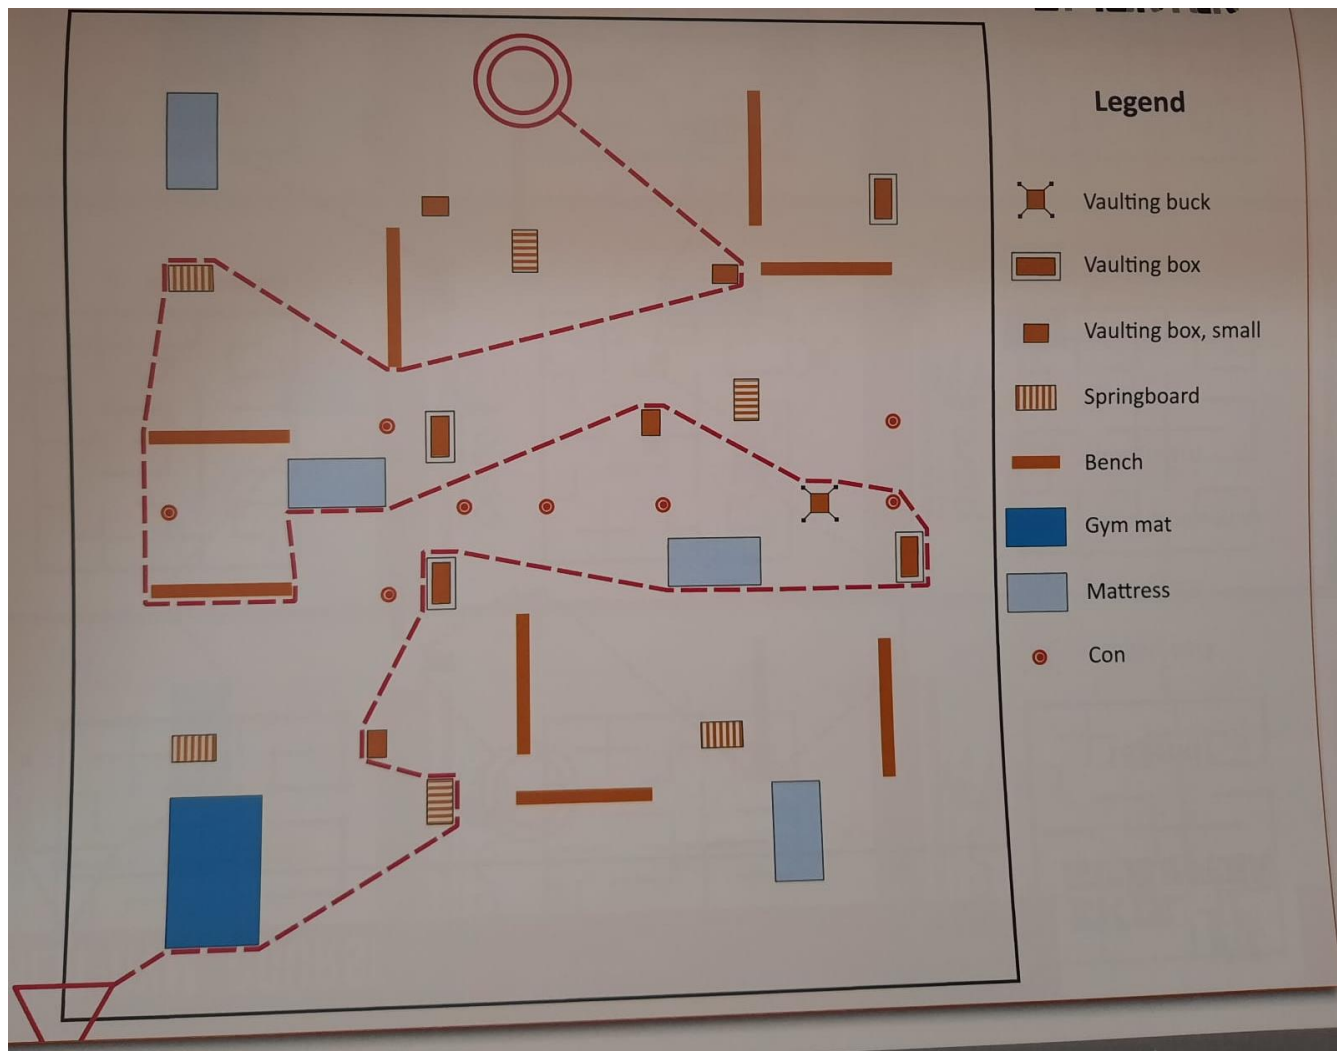 Legend
Vaulting buck
Vaulting box
Vaulting box, small
Springboard
Bench
Gym mat
Mattress
Con